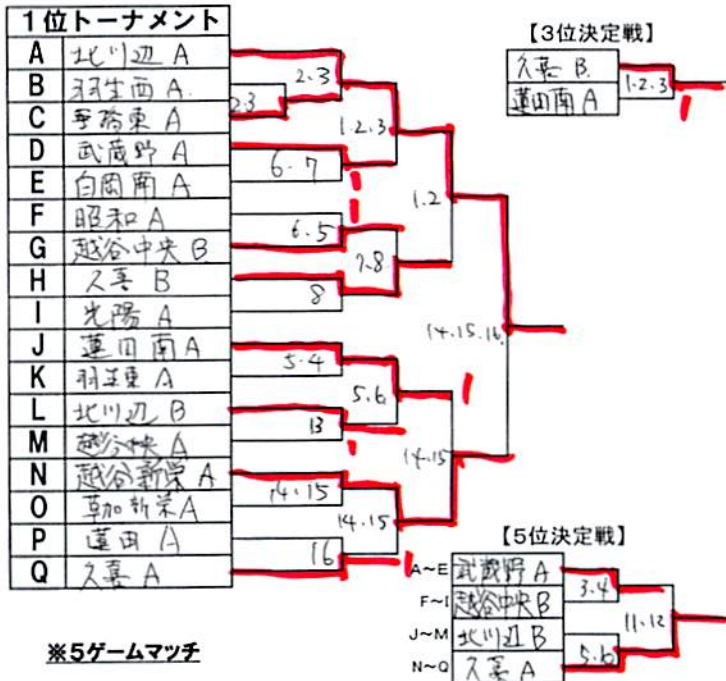 1位トーナメント
A 北川辺 A
B 羽生西 A
C 東 A
D 武蔵野 A
E 白岡南 A
F 昭和 A
G 越谷中央 B
H 久喜 B
I 光陽 A
J 蓮田南 A
K 羽生東 A
L 北川辺 B
M 越谷中央 A
N 越谷新栄 A
O 草加新栄 A
P 蓮田 A
Q 久喜 A
2.3
2.3
6.7
6.5
8
5.4
13
14.15
16
1.2.3
7.8
5.6
14.15
1.2
14.15
14.15.16
【3位決定戦】
久喜 B
蓮田南 A
1.2.3
【5位決定戦】
A~E 武蔵野 A
F~I 越谷中央 B
J~M 北川辺 B
N~Q 久喜 A
3.4
5.6
11.12
※5ゲームマッチ